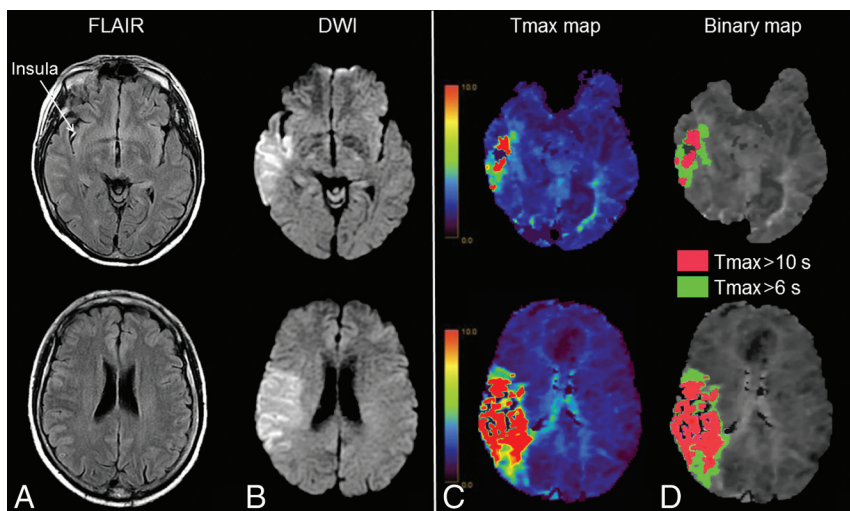 FLAIR
DWI
Tmax map
Binary map
Insula
10.0
0.0
Tmax>10 s
Tmax>6 s
10.0
0.0
A
B
C
D